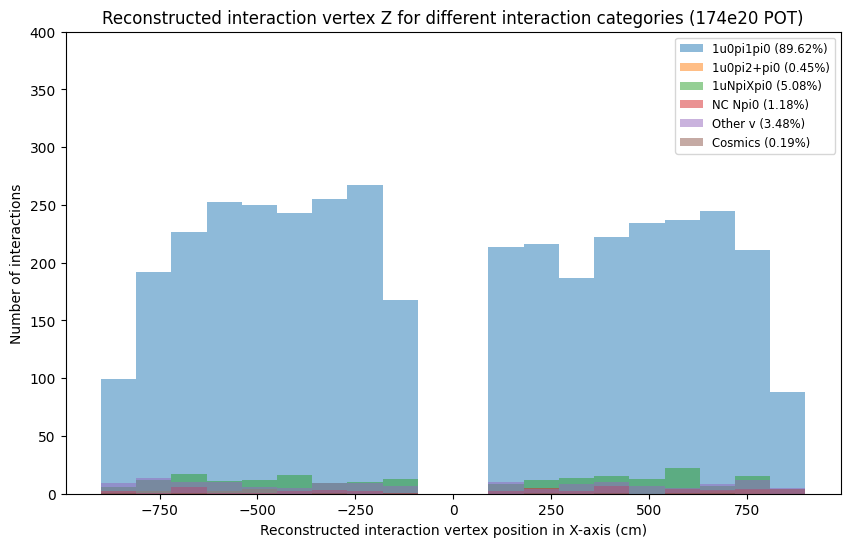 Reconstructed interaction vertex Z for different interaction categories (174e20 POT)
400
350
300
250
200
150
100
50
0
Number of interactions
1u0pi1pi0 (89.62%)
1u0pi2+pi0 (0.45%)
1uNpiXpi0 (5.08%)
NC Npi0 (1.18%)
Other v (3.48%)
Cosmics (0.19%)
−750 −500 −250 0 250 500 750
Reconstructed interaction vertex position in X-axis (cm)